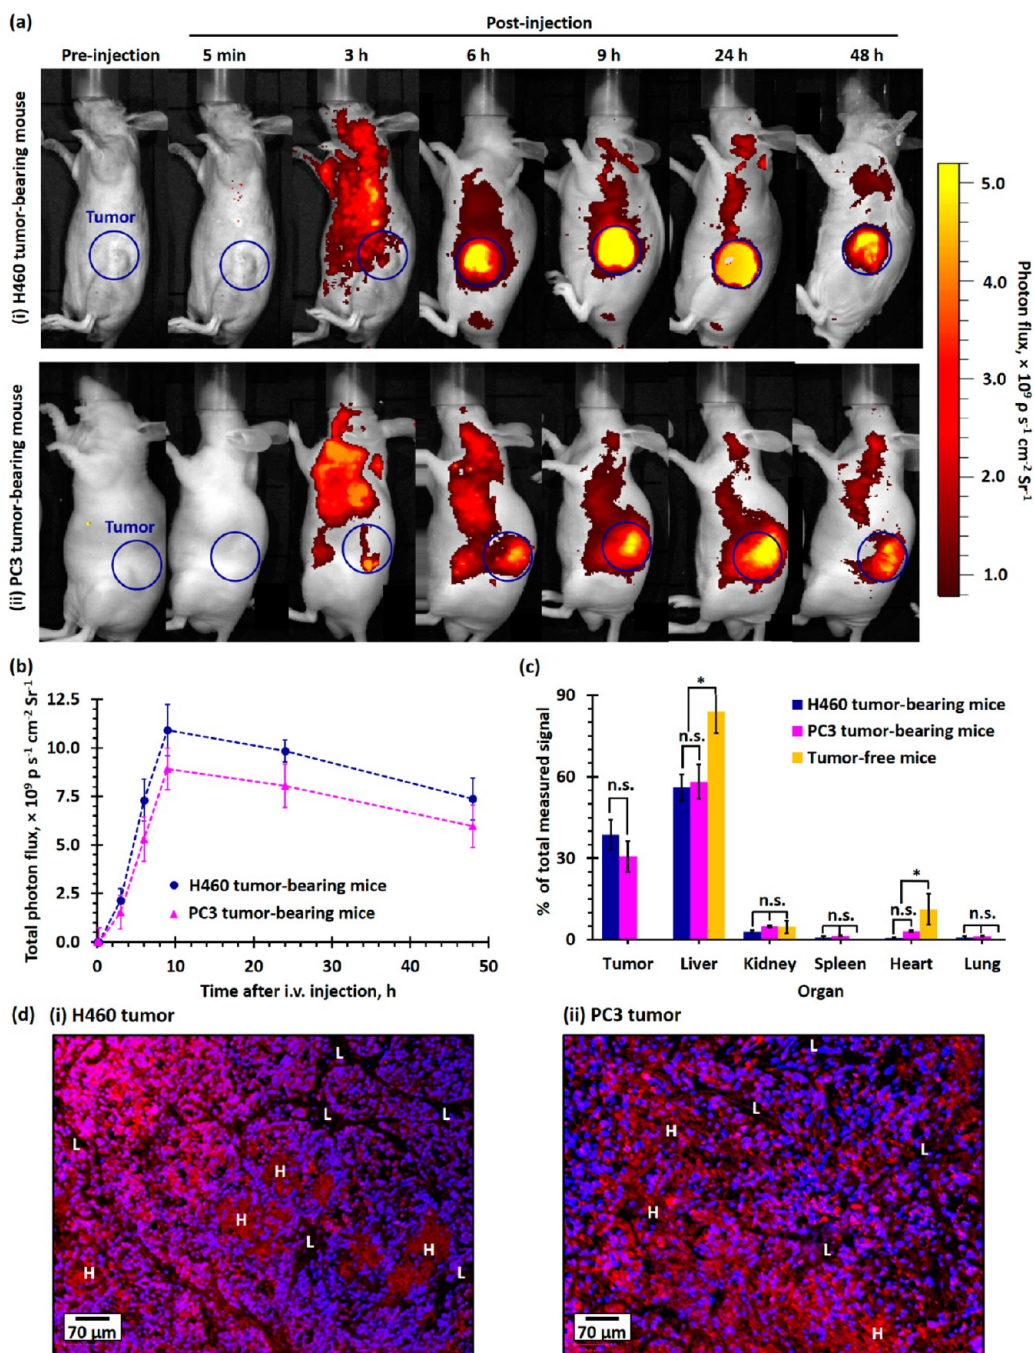 (a)
Post-injection
Pre-injection 5 min 3 h 6 h 9 h 24 h 48 h
(i) H460 tumor-bearing mouse
Tumor
(ii) PC3 tumor-bearing mouse
Tumor
5.0
4.0
3.0
2.0
1.0
Photon flux, × 10⁹ ρ s⁻¹ cm⁻² Sr⁻¹
(b)
Total photon flux, × 10⁹ ρ s⁻¹ cm⁻² Sr⁻¹
12.5
10.0
7.5
5.0
2.5
0.0
H460 tumor-bearing mice
PC3 tumor-bearing mice
0 10 20 30 40 50
Time after i.v. injection, h
(c)
% of total measured signal
90
60
30
0
H460 tumor-bearing mice
PC3 tumor-bearing mice
Tumor-free mice
*
n.s.
n.s.
n.s.
n.s.
*
n.s.
n.s.
Tumor Liver Kidney Spleen Heart Lung
Organ
(d) (i) H460 tumor
L
L
L
L
H
H
L
H
H
L
70 µm
(ii) PC3 tumor
L
L
H
L
H
L
H
70 µm